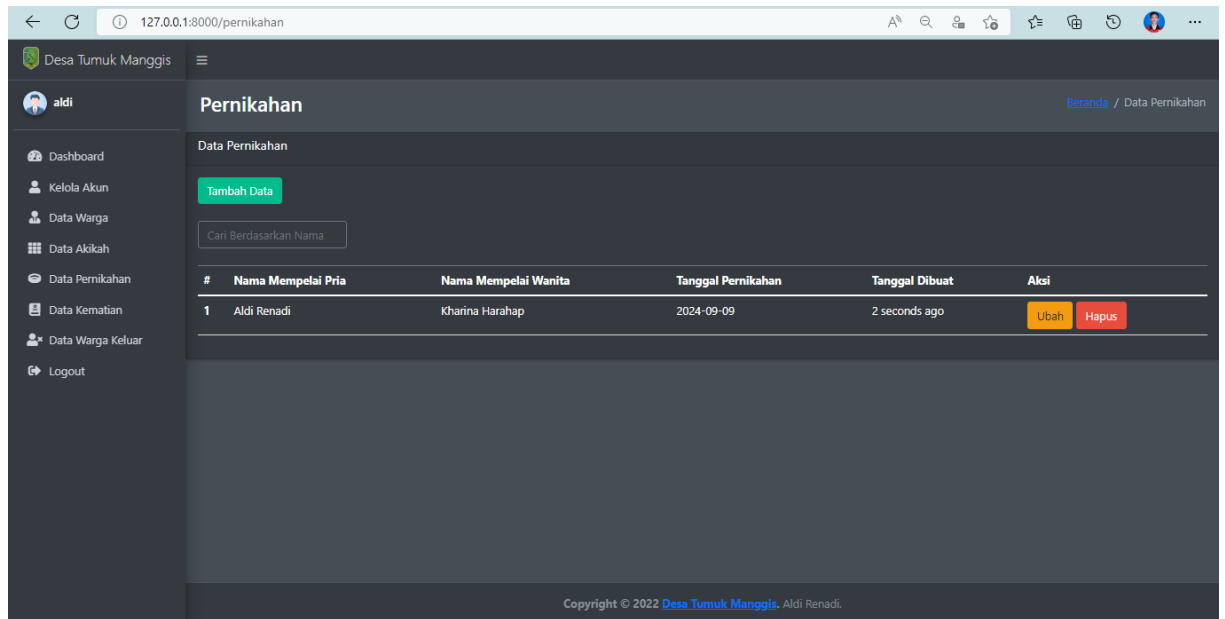 127.0.0.1:8000/pernikahan
Desa Tumuk Manggis
aldi
Dashboard
Kelola Akun
Data Warga
Data Akikah
Data Pernikahan
Data Kematian
Data Warga Keluar
Logout
Pernikahan
Beranda / Data Pernikahan
Data Pernikahan
Tambah Data
Cari Berdasarkan Nama
# Nama Mempelai Pria Nama Mempelai Wanita Tanggal Pernikahan Tanggal Dibuat Aksi
1 Aldi Renadi Kharina Harahap 2024-09-09 2 seconds ago Ubah Hapus
Copyright © 2022 Desa Tumuk Manggis. Aldi Renadi.